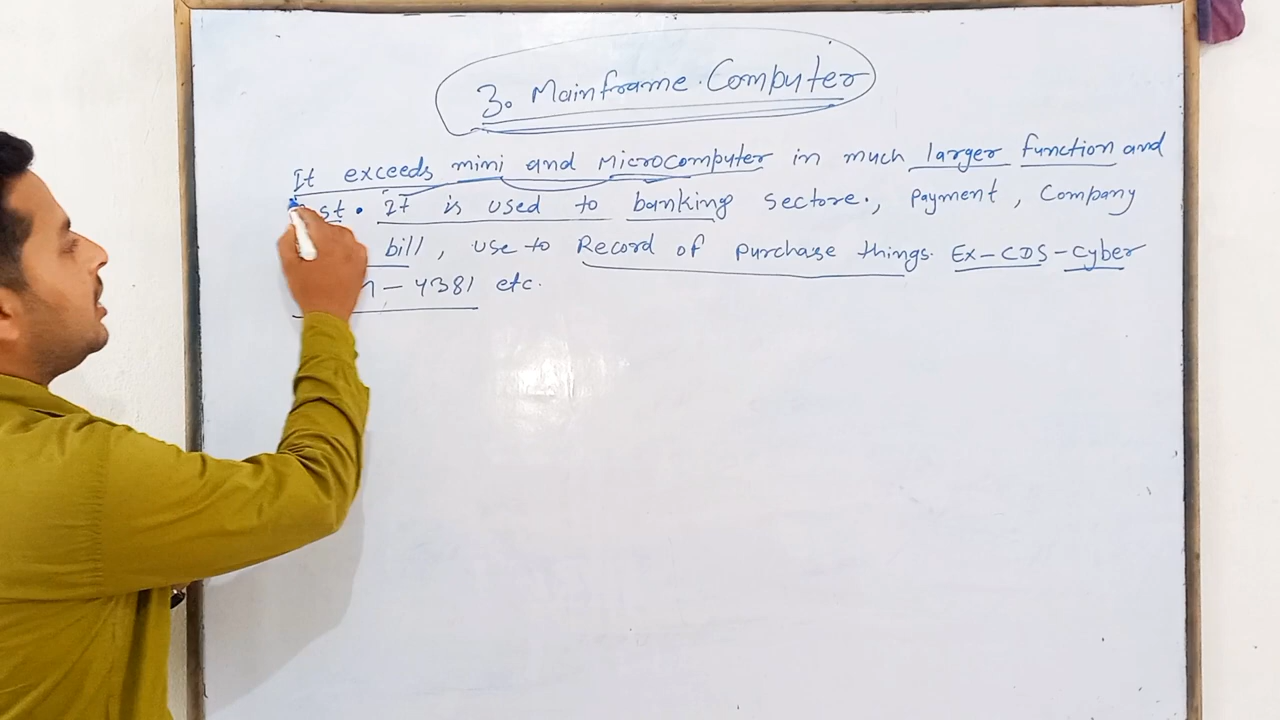 3. Mainframe Computer
It exceeds mini and Microcomputer in much larger function and
st. It is used to banking sectore., Payment, Company
bill, use to Record of purchase things. Ex-CDS-Cyber
- 4381 etc.